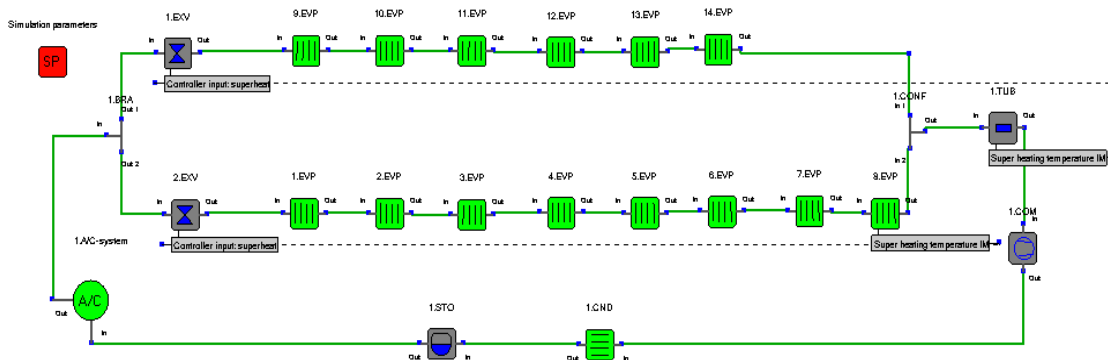 1.EXV
9.EVP
10.EVP
11.EVP
12.EVP
13.EVP
14.EVP
Simulation parameters
SP
In Out In Out In Out In Out In Out In Out In Out
Controller input: superheat
1.BRA
In
Out 1
Out 2
1.CONF
In 1
Out
In 2
1.TUB
In Out
Super heating temperature IM
2.EXV
1.EVP
2.EVP
3.EVP
4.EVP
5.EVP
6.EVP
7.EVP
8.EVP
In Out In Out In Out In Out In Out In Out In Out In Out In Out
1.A/C-system
Controller input: superheat
Super heating temperature IM
1.COM
In
Out
A/C
Out
In
1.STO
Out In
1.CND
Out In